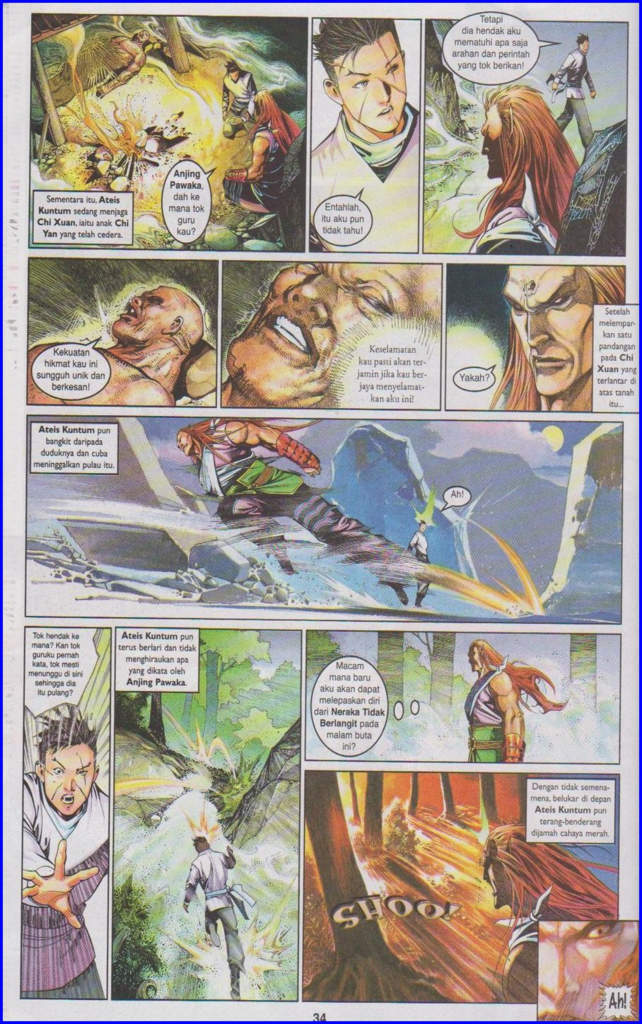 Sementara itu, Ateis
Kuntum sedang menjaga
Chi Xuan, iaitu anak Chi
Yan yang telah cedera.
Anjing
Pawaka,
dah ke
mana tok
guru
kau?
Entahlah,
itu aku pun
tidak tahu!
Tetapi
dia hendak aku
mematuhi apa saja
arahan dan perintah
yang tok berikan!
Kekuatan
hikmat kau ini
sungguh unik dan
berkesan!
Keselamatan
kau pasti akan ter-
jamin jika kau ber-
jaya menyelamat-
kan aku ini!
Yakah?
Setelah
melempar-
kan satu
pandangan
pada Chi
Xuan yang
terlantar di
atas tanah
itu...
Ateis Kuntum pun
bangkit daripada
duduknya dan cuba
meninggalkan pulau itu.
Ah!
Tok hendak ke
mana? Kan tok
guruku pernah
kata, tok mesti
menunggu di sini
sehingga dia
itu pulang?
Ateis Kuntum pun
terus berlari dan tidak
menghiraukan apa
yang dikata oleh
Anjing Pawaka.
Macam
mana baru
aku akan dapat
melepaskan diri
dari Neraka Tidak
Berlangit pada
malam buta
ini?
Dengan tidak semena-
mena, belukar di depan
Ateis Kuntum pun
terang-benderang
dijamah cahaya merah.
SHOO!
Ah!
34